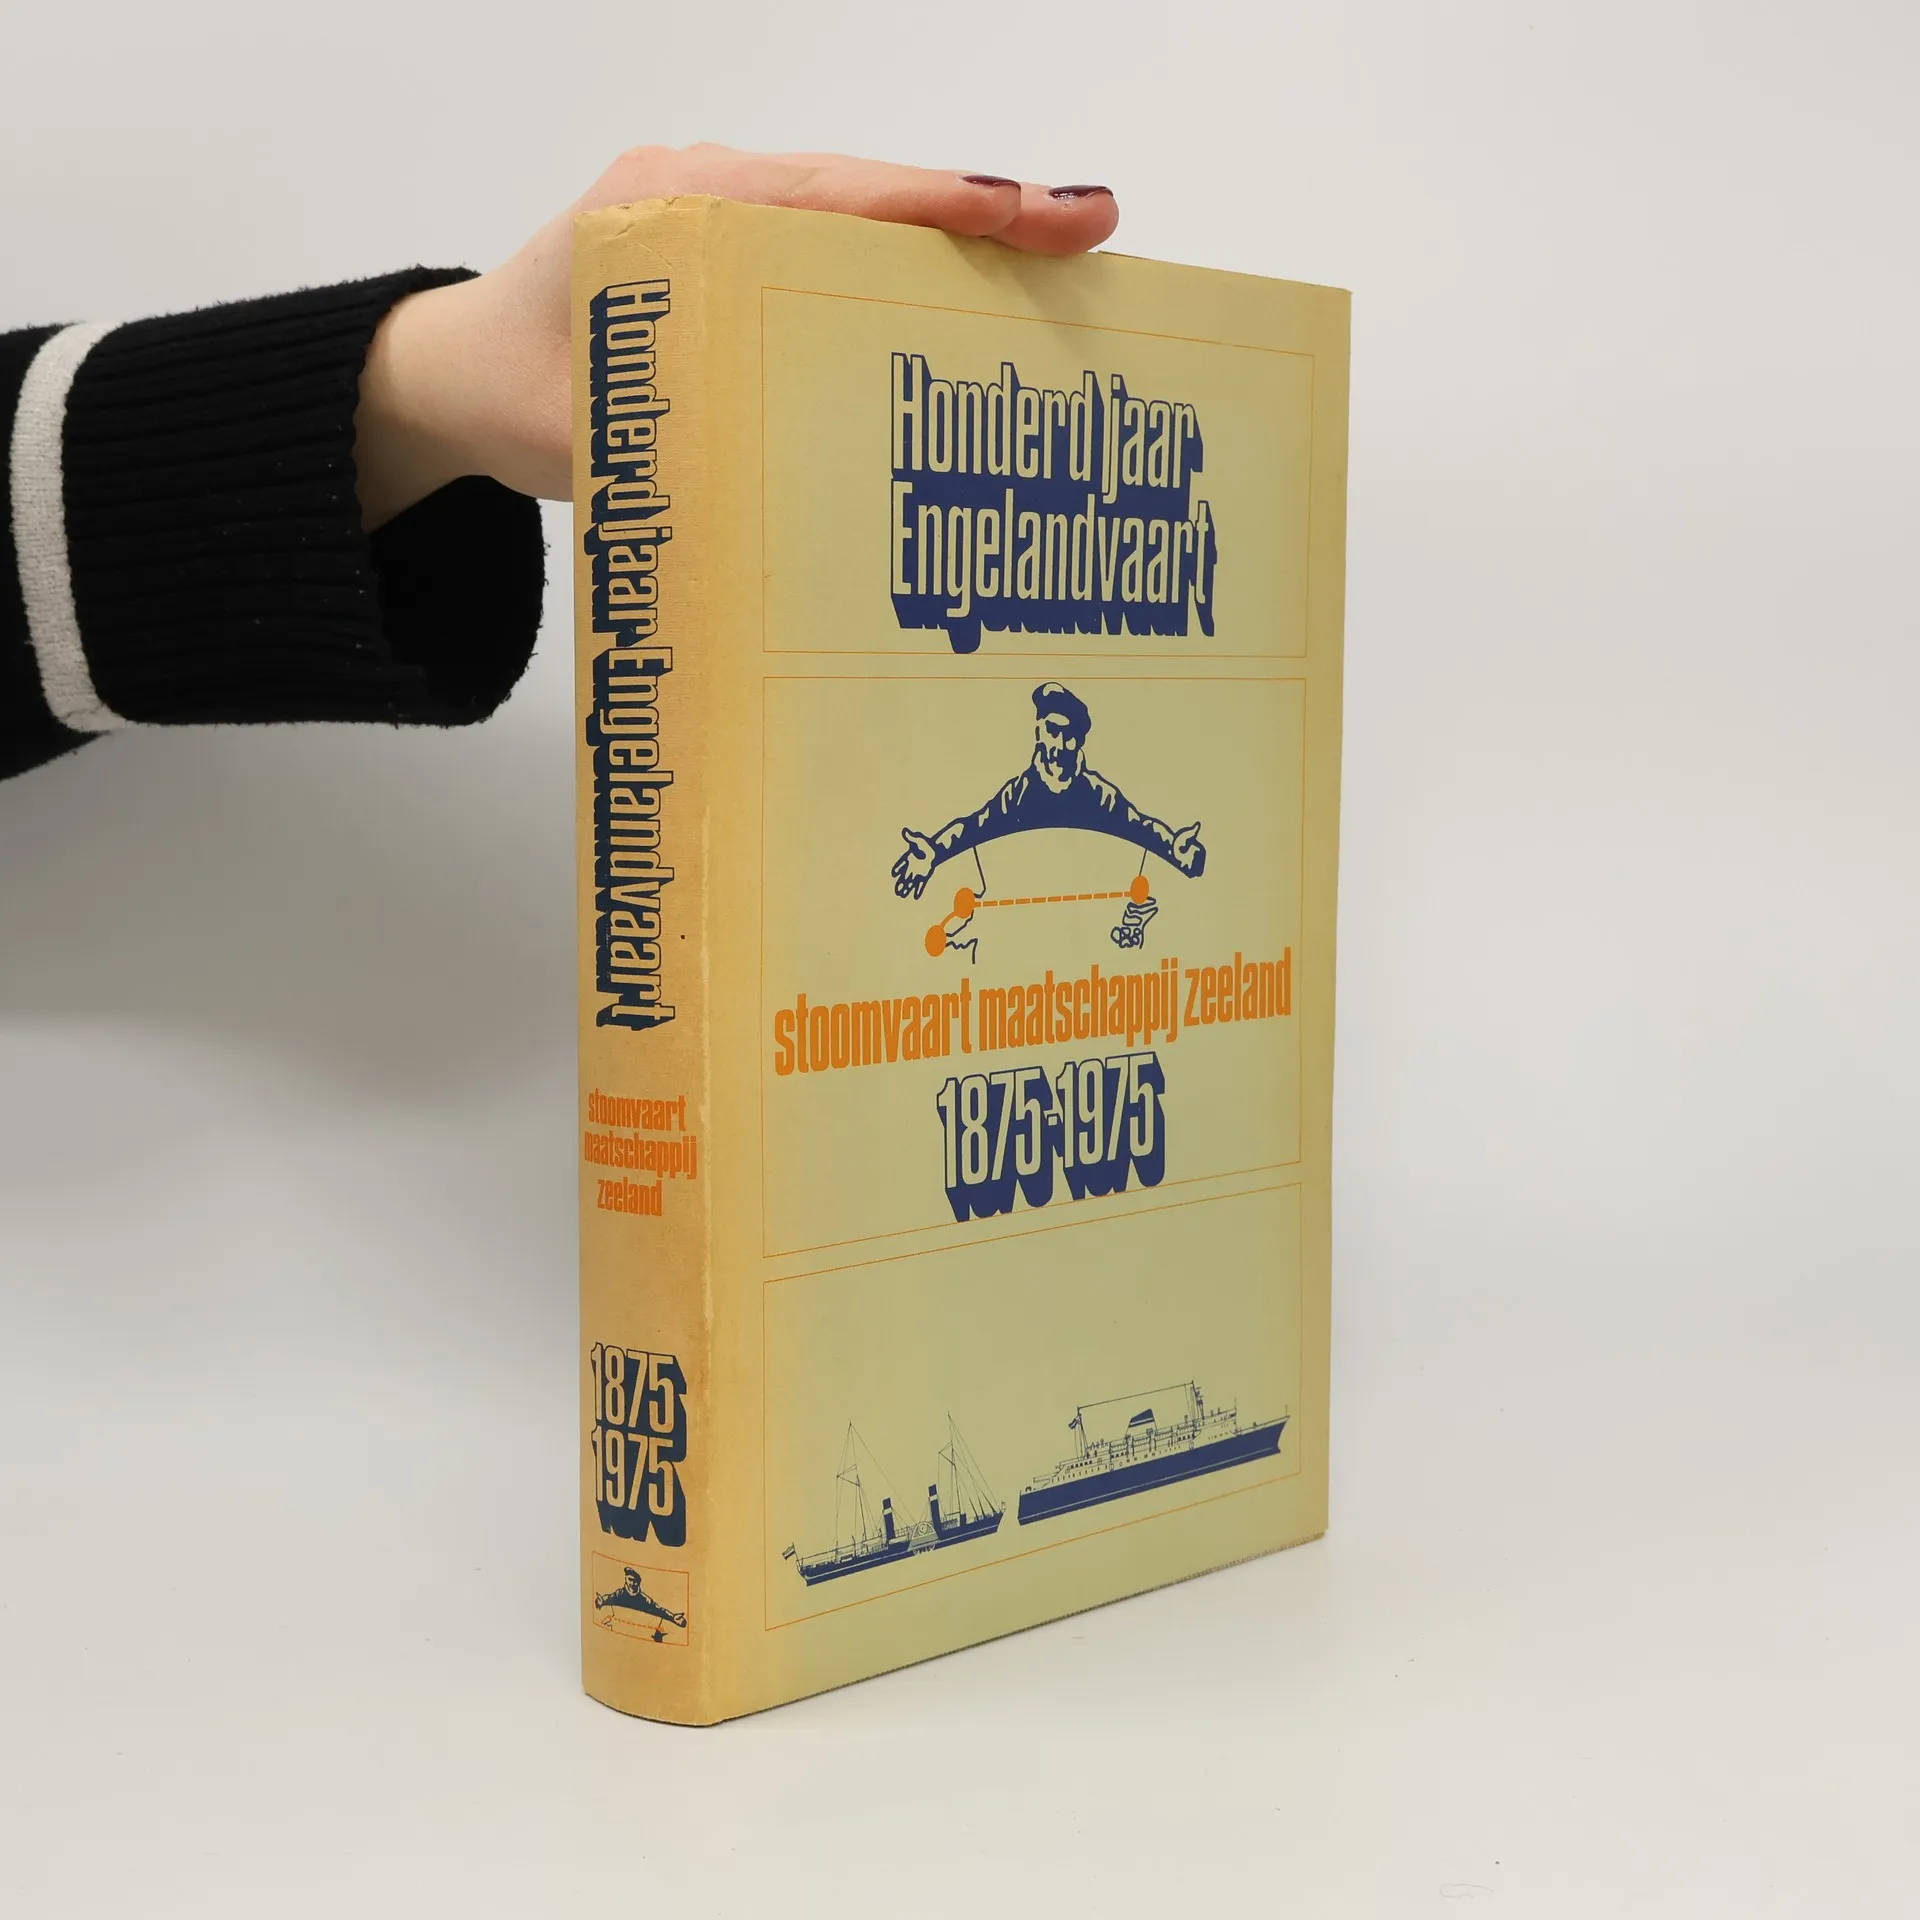 Honderd jaar Engelandvaart
stoomvaart
maatschappij
zeeland
1875
1975
Honderd jaar
Engelandvaart
stoomvaart maatschappij zeeland
1875-1975